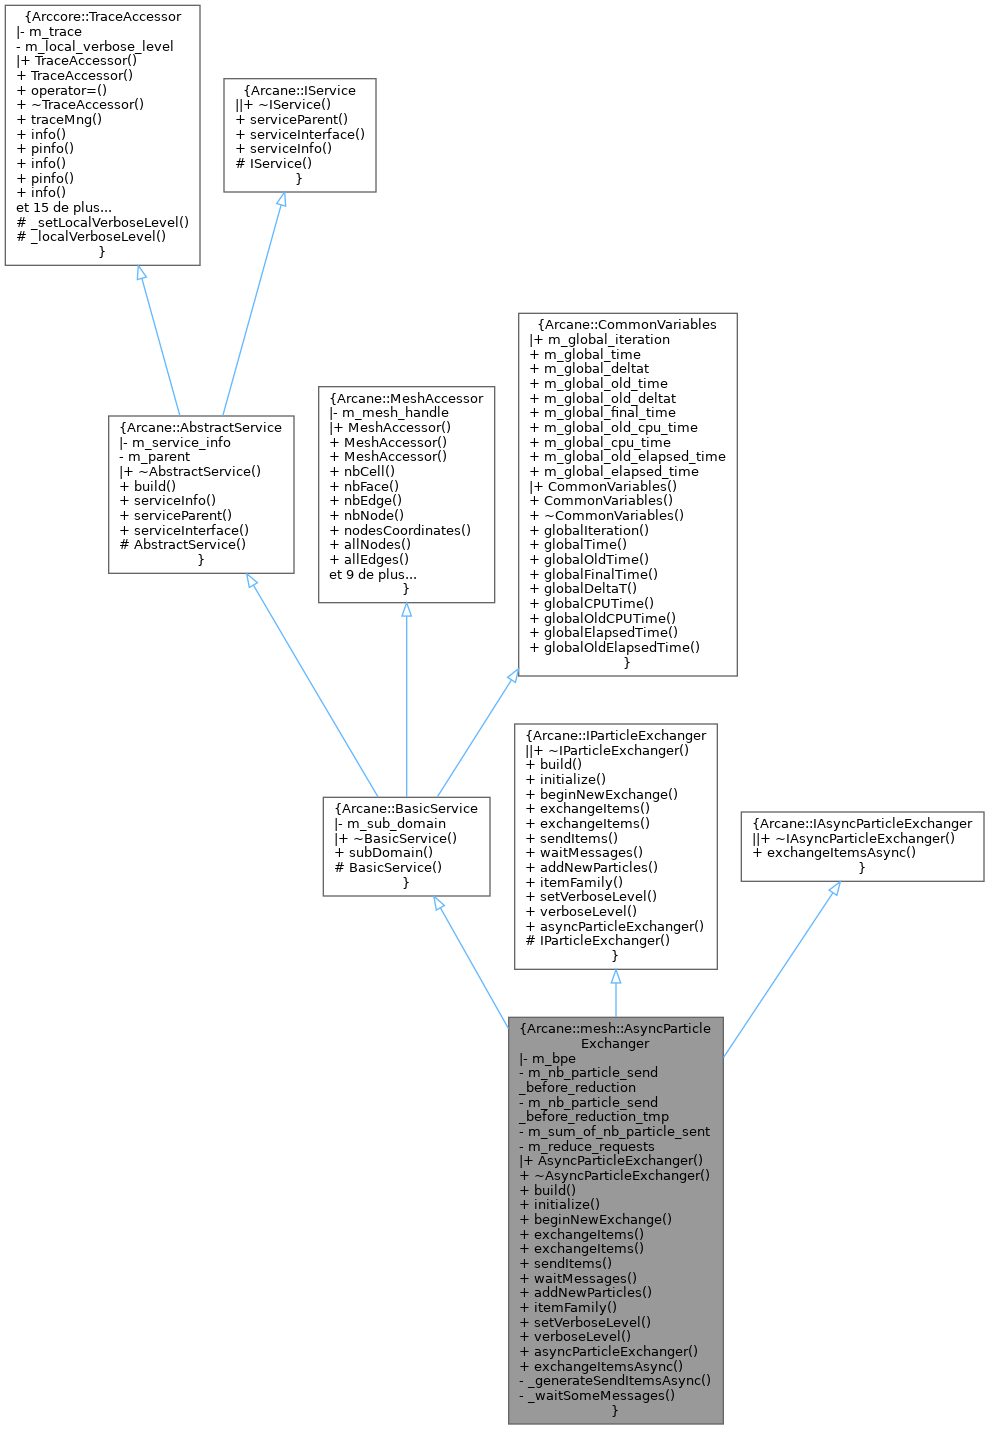 {Arccore::TraceAccessor
|- m_trace
- m_local_verbose_level
|+ TraceAccessor()
+ TraceAccessor()
+ operator=()
+ ~TraceAccessor()
+ traceMng()
+ info()
+ pinfo()
+ info()
+ pinfo()
+ info()
et 15 de plus...
# _setLocalVerboseLevel()
# _localVerboseLevel()
}
{Arcane::IService
||+ ~IService()
+ serviceParent()
+ serviceInterface()
+ serviceInfo()
# IService()
}
{Arcane::CommonVariables
|+ m_global_iteration
+ m_global_time
+ m_global_deltat
+ m_global_old_time
+ m_global_old_deltat
+ m_global_final_time
+ m_global_old_cpu_time
+ m_global_cpu_time
+ m_global_old_elapsed_time
+ m_global_elapsed_time
|+ CommonVariables()
+ CommonVariables()
+ ~CommonVariables()
+ globalIteration()
+ globalTime()
+ globalOldTime()
+ globalFinalTime()
+ globalDeltaT()
+ globalCPUTime()
+ globalOldCPUTime()
+ globalElapsedTime()
+ globalOldElapsedTime()
}
{Arcane::MeshAccessor
|- m_mesh_handle
|+ MeshAccessor()
+ MeshAccessor()
+ MeshAccessor()
+ nbCell()
+ nbFace()
+ nbEdge()
+ nbNode()
+ nodesCoordinates()
+ allNodes()
+ allEdges()
et 9 de plus...
}
{Arcane::AbstractService
|- m_service_info
- m_parent
|+ ~AbstractService()
+ build()
+ serviceInfo()
+ serviceParent()
+ serviceInterface()
# AbstractService()
}
{Arcane::IParticleExchanger
||+ ~IParticleExchanger()
+ build()
+ initialize()
+ beginNewExchange()
+ exchangeItems()
+ exchangeItems()
+ sendItems()
+ waitMessages()
+ addNewParticles()
+ itemFamily()
+ setVerboseLevel()
+ verboseLevel()
+ asyncParticleExchanger()
# IParticleExchanger()
}
{Arcane::BasicService
|- m_sub_domain
|+ ~BasicService()
+ subDomain()
# BasicService()
}
{Arcane::IAsyncParticleExchanger
||+ ~IAsyncParticleExchanger()
+ exchangeItemsAsync()
}
{Arcane::mesh::AsyncParticle
Exchanger
|- m_bpe
- m_nb_particle_send
_before_reduction
- m_nb_particle_send
_before_reduction_tmp
- m_sum_of_nb_particle_sent
- m_reduce_requests
|+ AsyncParticleExchanger()
+ ~AsyncParticleExchanger()
+ build()
+ initialize()
+ beginNewExchange()
+ exchangeItems()
+ exchangeItems()
+ sendItems()
+ waitMessages()
+ addNewParticles()
+ itemFamily()
+ setVerboseLevel()
+ verboseLevel()
+ asyncParticleExchanger()
+ exchangeItemsAsync()
- _generateSendItemsAsync()
- _waitSomeMessages()
}